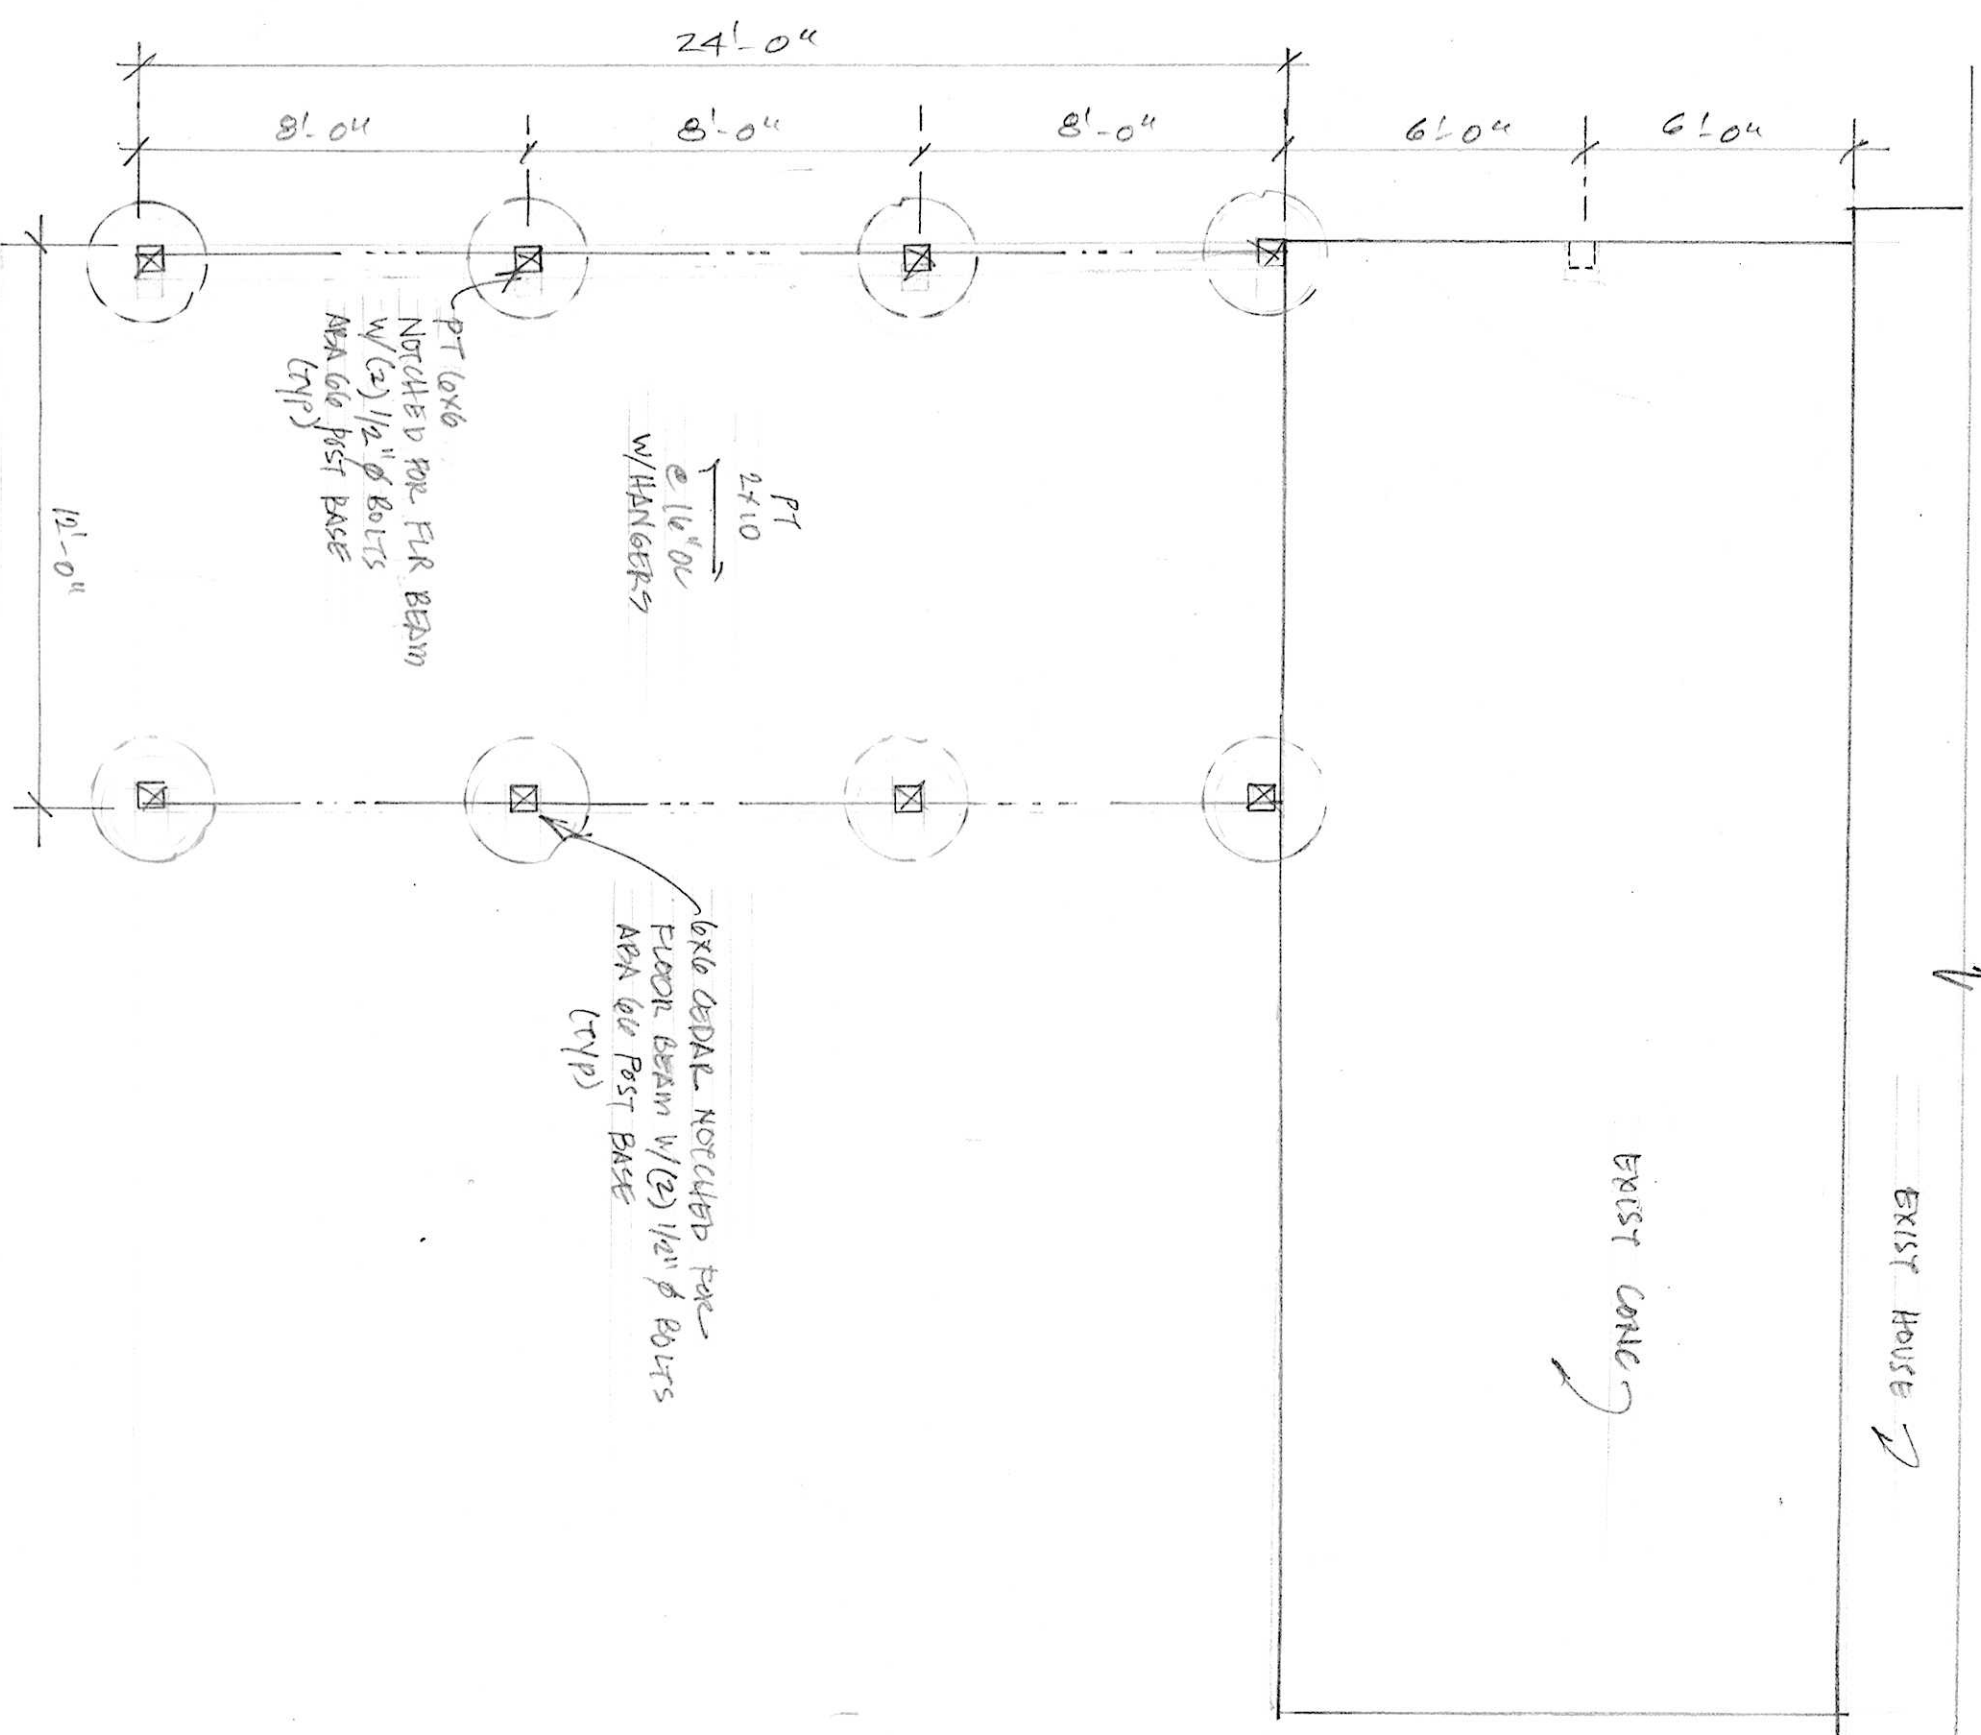 24'-0"
8'-0"
8'-0"
8'-0"
6'-0"
6'-0"
12'-0"
PT 6x6
NOTCHED FOR FLR BEAM
W/(2) 1/2" ø BOLTS
ABA 66 POST BASE
(TYP)
PT
2x10
@ 16" OC
W/HANGERS
6x6 CEDAR NOTCHED FOR
FLOOR BEAM W/(2) 1/2" ø BOLTS
ABA 66 POST BASE
(TYP)
EXIST CONC
EXIST HOUSE